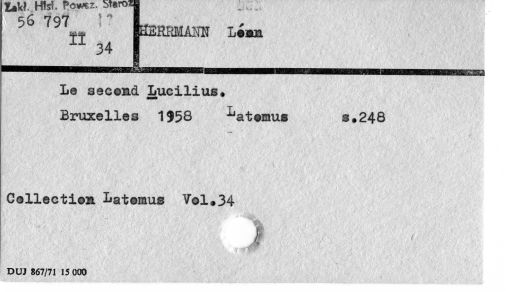 Zakł. Hist. Powsz. Staroż
56 797
II 34
HERRMANN Léon
Le second Lucilius.
Bruxelles 1958 Latomus s.248
Collection Latomus Vol.34
DUJ 867/71 15 000